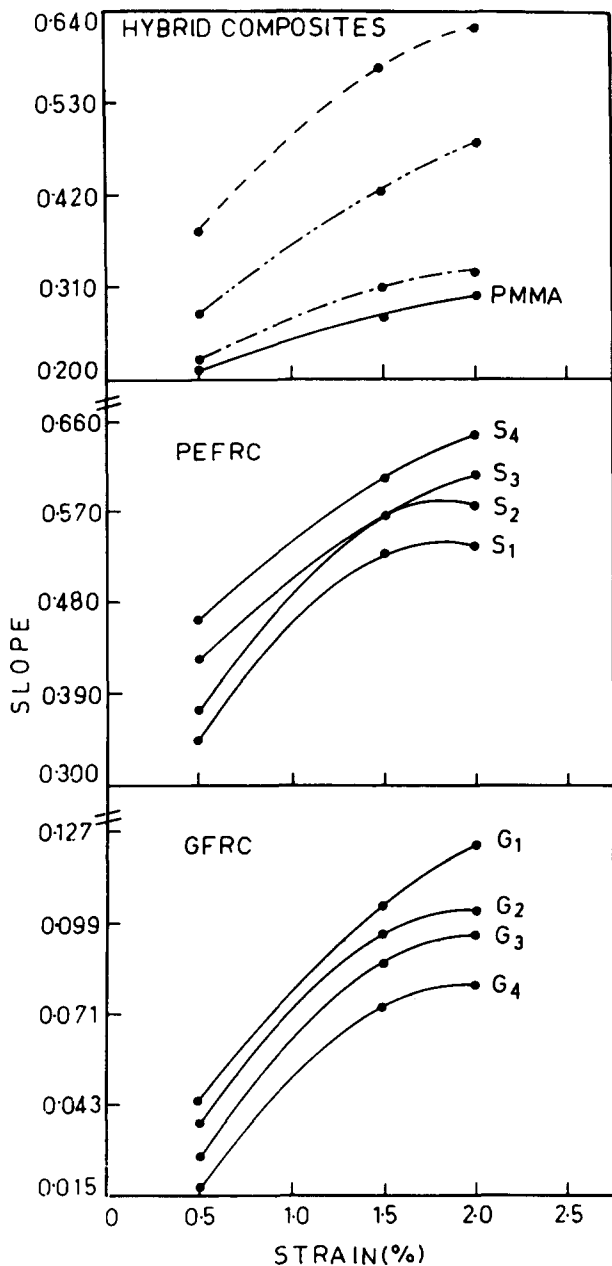 HYBRID COMPOSITES
0·640
0·530
0·420
0·310
0·200
PMMA
PEFRC
0·660
0·570
0·480
0·390
0·300
S4
S3
S2
S1
SLOPE
GFRC
0·127
0·099
0·071
0·043
0·015
G1
G2
G3
G4
0 0·5 1·0 1·5 2·0 2·5
STRAIN(%)